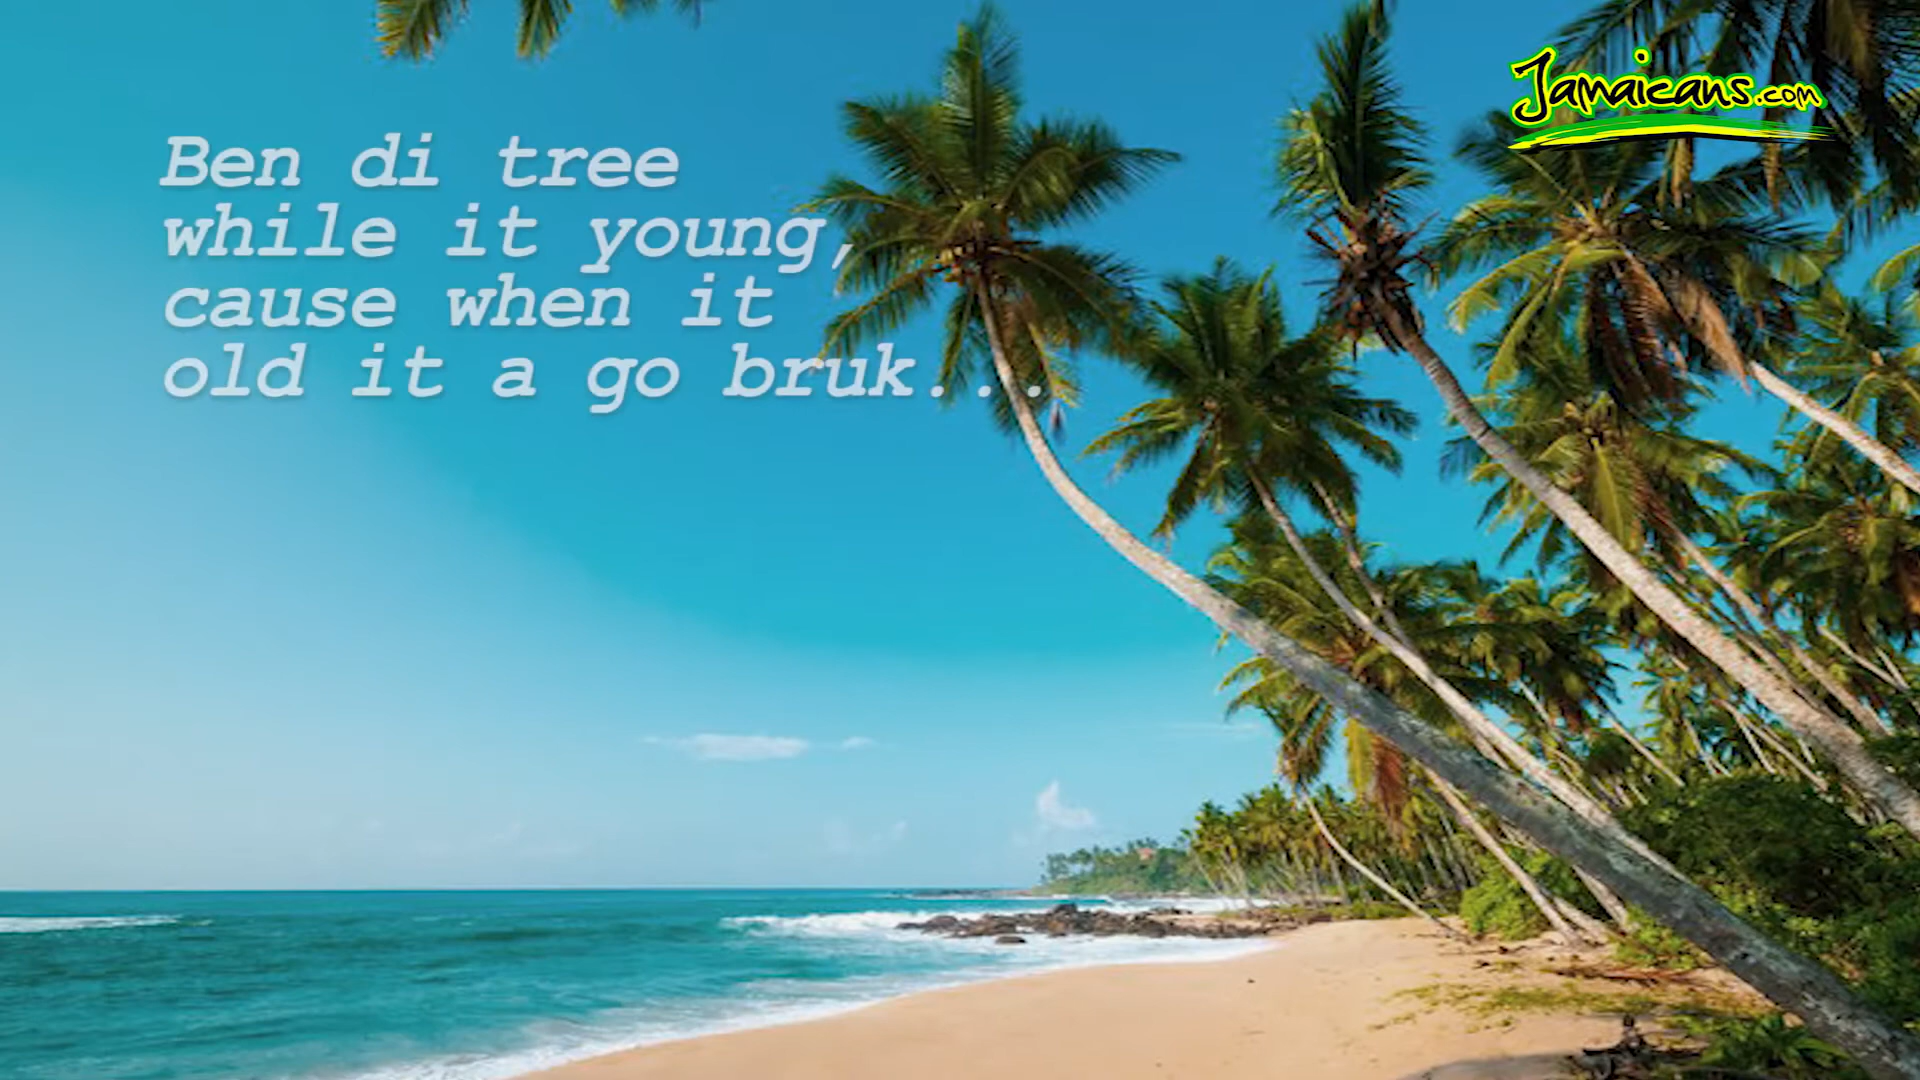 Jamaicans.com
Ben di tree
while it young,
cause when it
old it a go bruk...